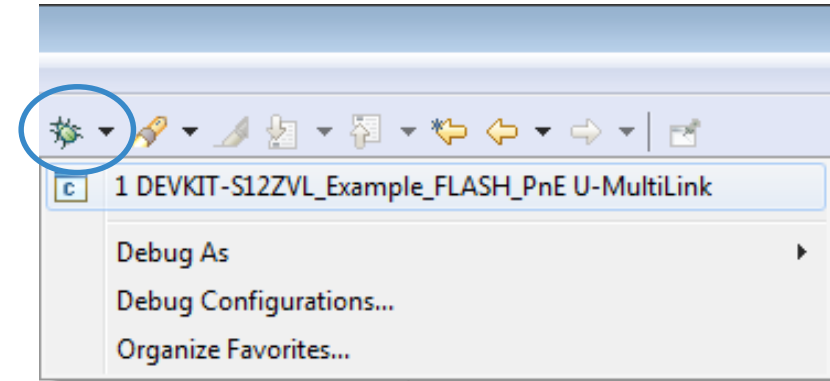 C 1 DEVKIT-S12ZVL_Example_FLASH_PnE U-MultiLink
Debug As
Debug Configurations...
Organize Favorites...